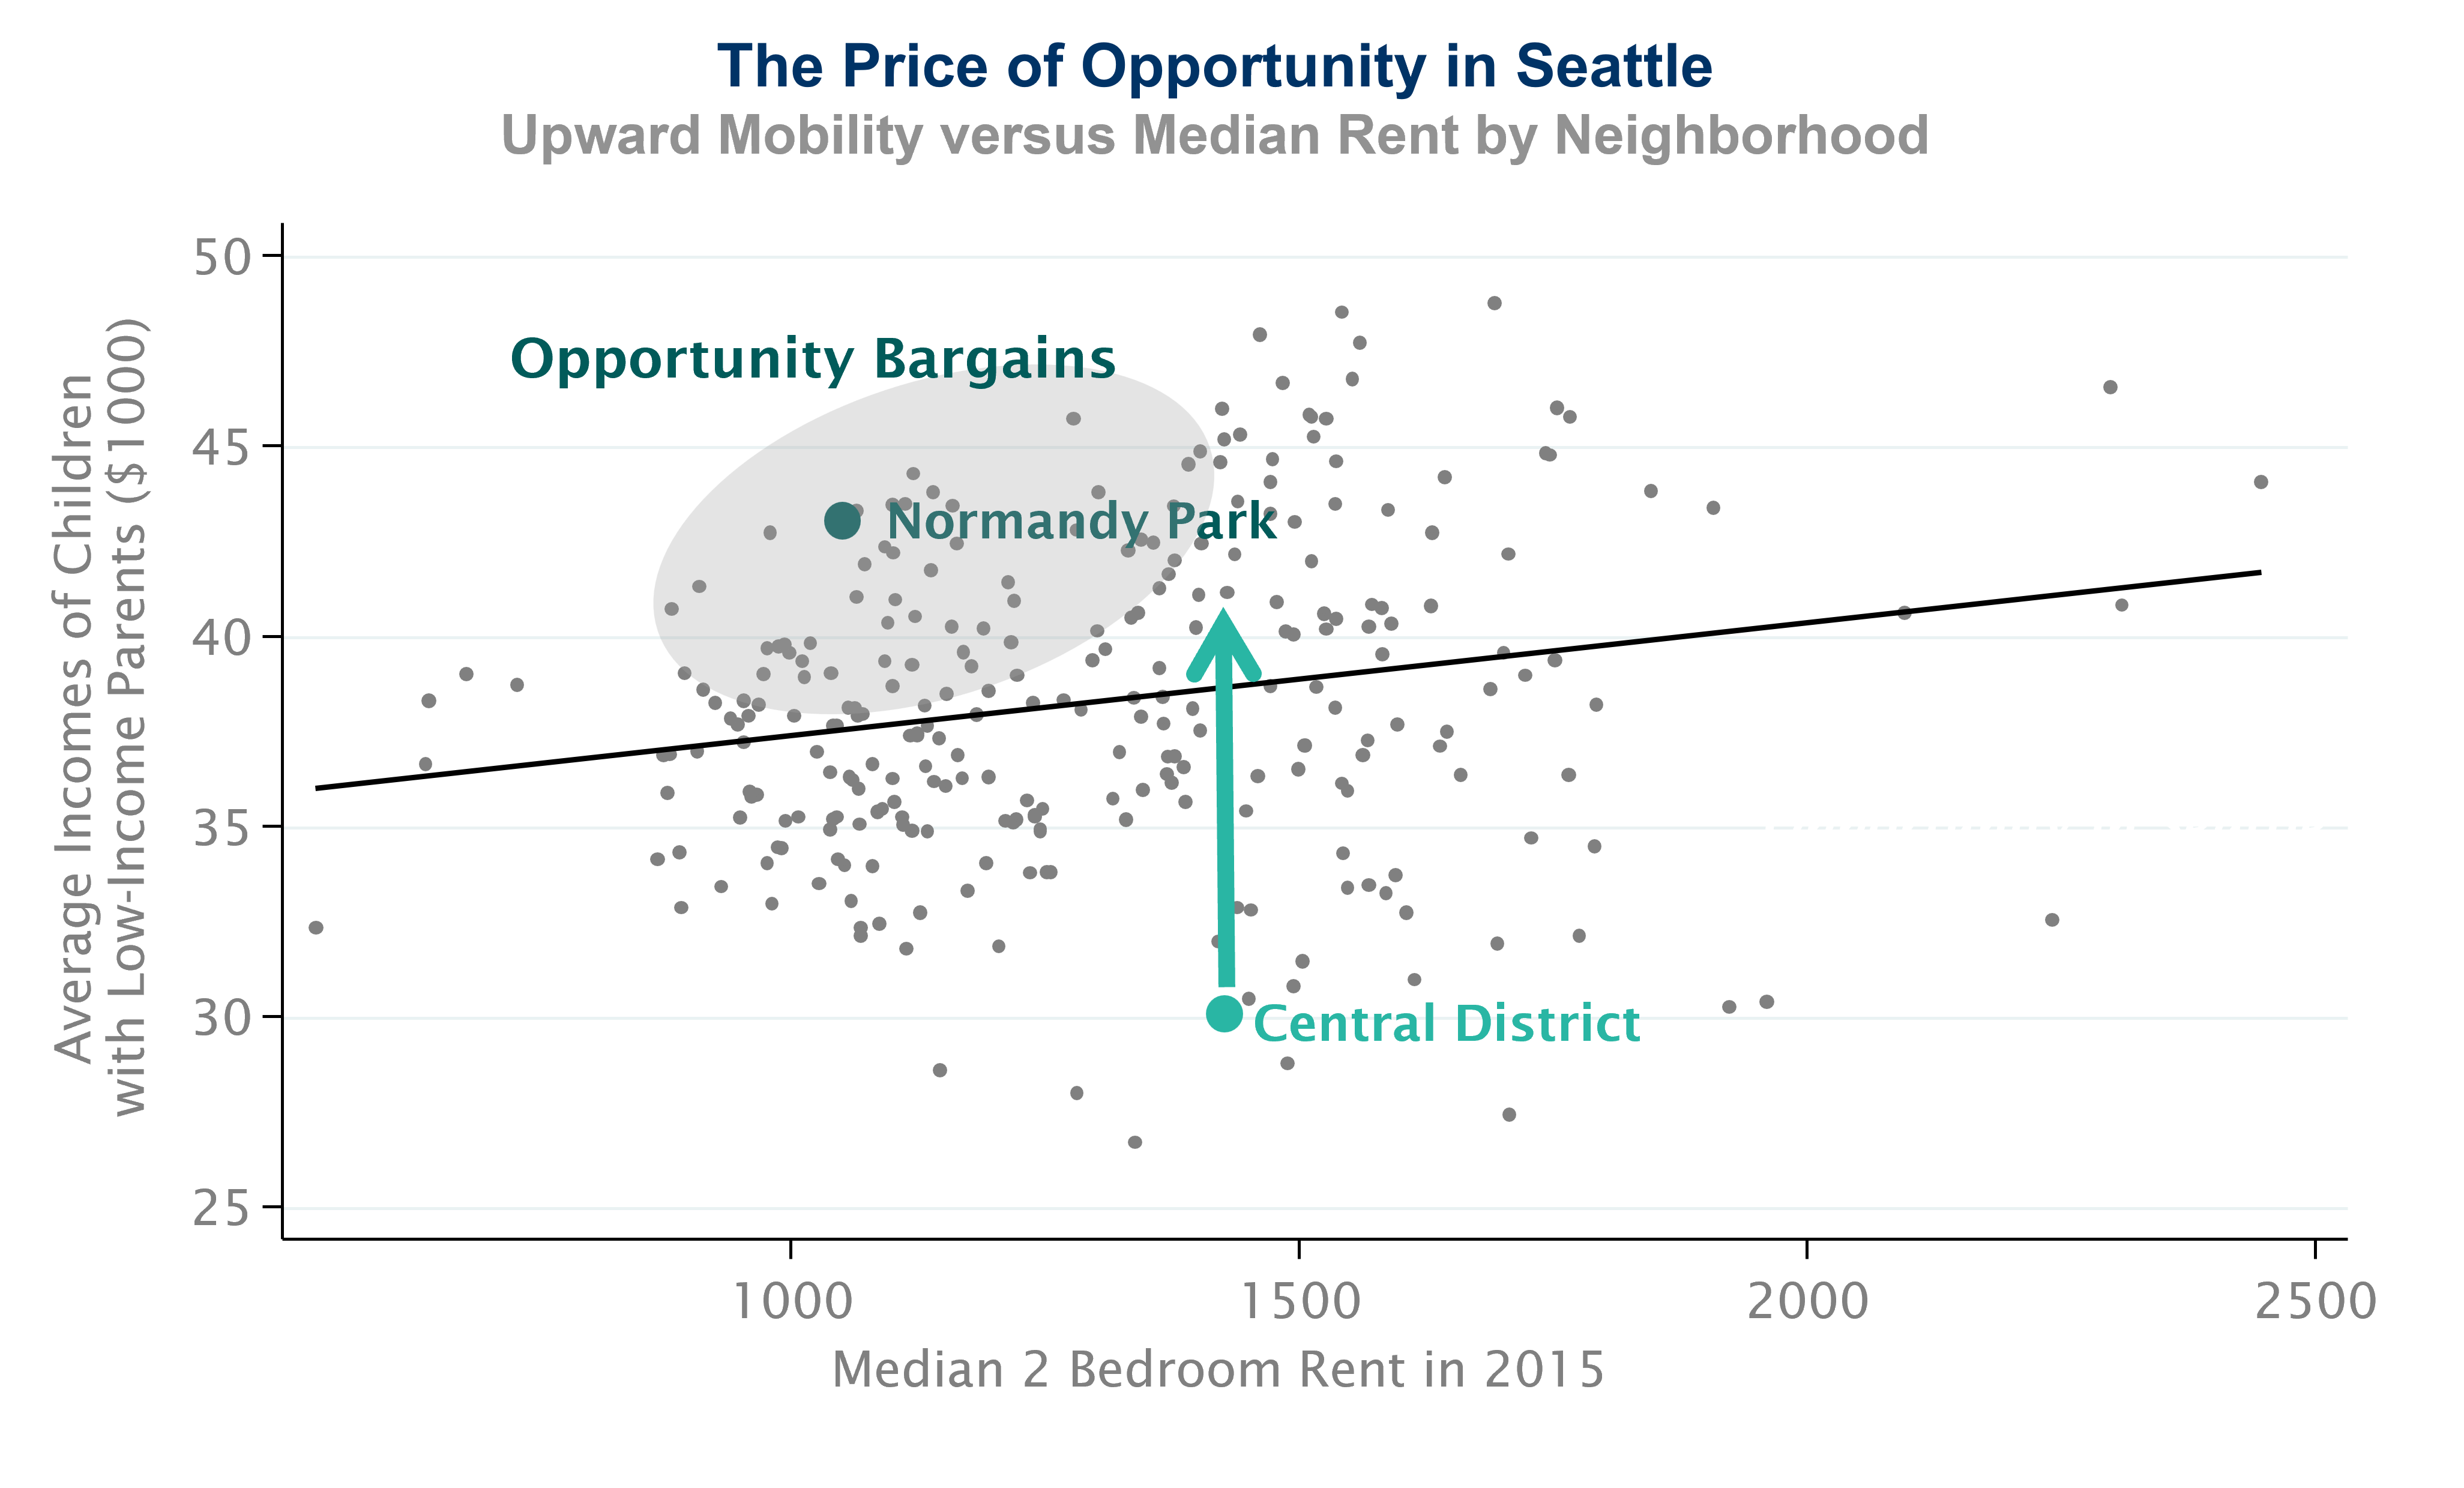 The Price of Opportunity in Seattle
Upward Mobility versus Median Rent by Neighborhood
Average Incomes of Children
with Low-Income Parents ($1000)
50
45
40
35
30
25
Opportunity Bargains
Normandy Park
Central District
1000
1500
2000
2500
Median 2 Bedroom Rent in 2015